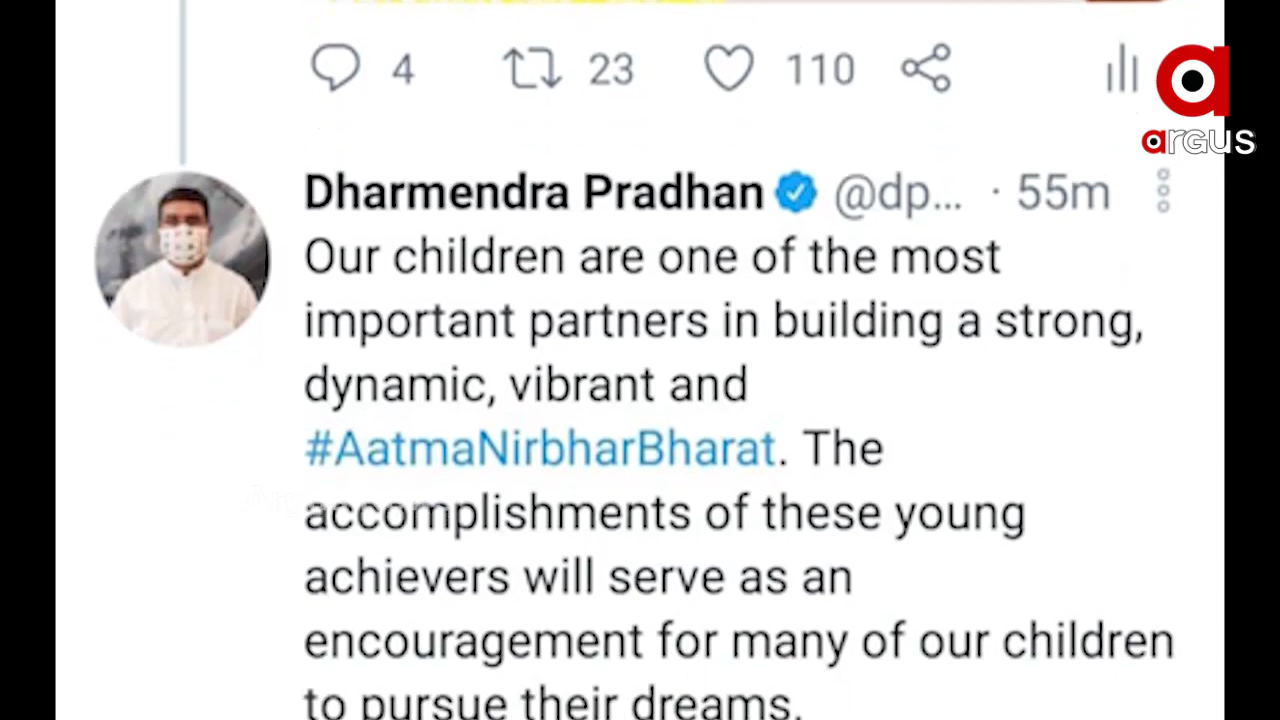 4 23 110
argus
Dharmendra Pradhan @dp... · 55m
Our children are one of the most
important partners in building a strong,
dynamic, vibrant and
#AatmaNirbharBharat. The
accomplishments of these young
achievers will serve as an
encouragement for many of our children
to pursue their dreams.